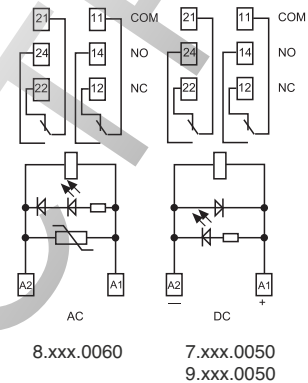 21 11 COM 21 11 COM
24 14 NO 24 14 NO
22 12 NC 22 12 NC
A2 A1 A2 A1
— +
AC DC
8.xxx.0060 7.xxx.0050
9.xxx.0050